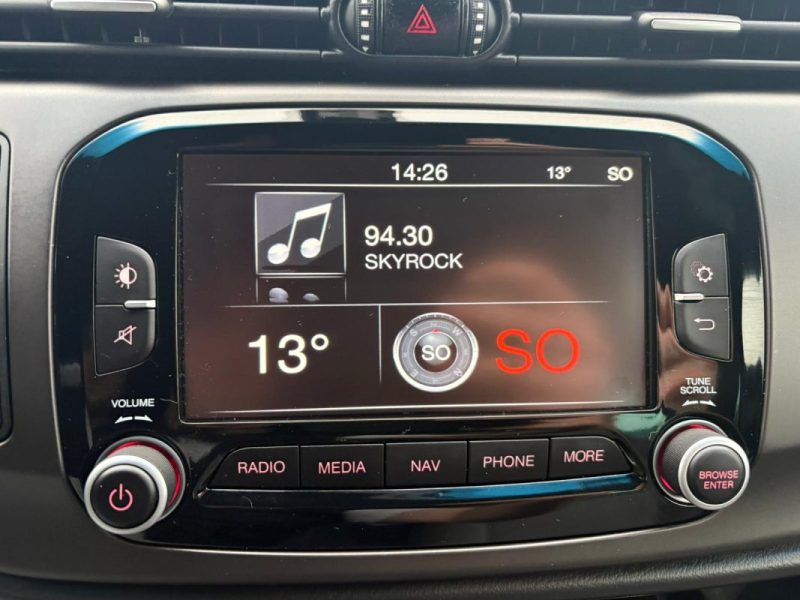 14:26 13° SO
94.30
SKYROCK
13° SO SO
S W E N
VOLUME
TUNE
SCROLL
RADIO MEDIA NAV PHONE MORE
BROWSE
ENTER